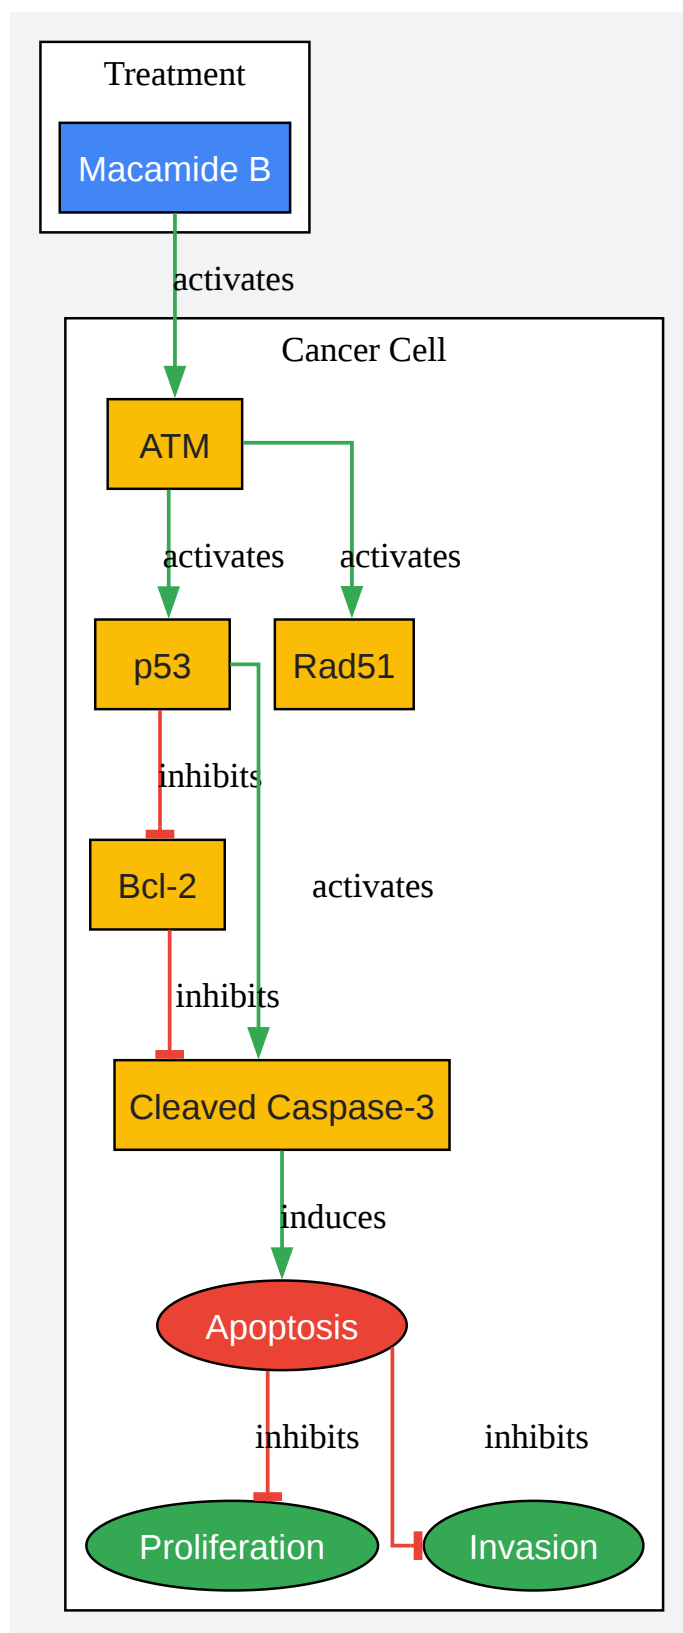 Treatment
Macamide B
activates
Cancer Cell
ATM
activates
activates
p53
Rad51
inhibits
Bcl-2
activates
inhibits
Cleaved Caspase-3
induces
Apoptosis
inhibits
inhibits
Proliferation
Invasion